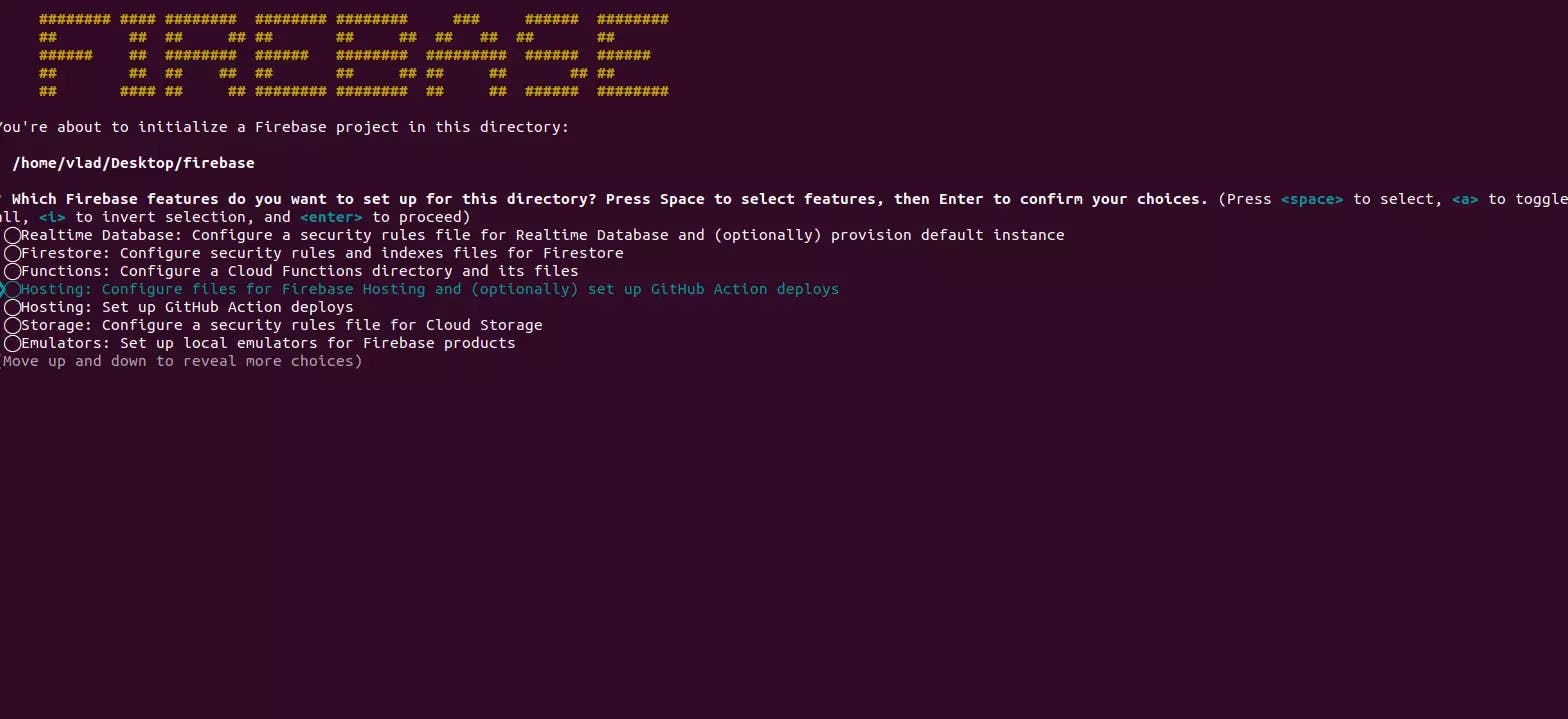 ######## #### ########  ######## ########     ###     ######  ########
##        ##  ##     ## ##       ##     ##  ##   ##  ##       ##
######    ##  ########  ######   ########  #########  ######  ######
##        ##  ##    ##  ##       ##     ## ##     ##       ## ##
##       #### ##     ## ######## ########  ##     ##  ######  ########
You're about to initialize a Firebase project in this directory:
/home/vlad/Desktop/firebase
? Which Firebase features do you want to set up for this directory? Press Space to select features, then Enter to confirm your choices. (Press <space> to select, <a> to toggle
all, <i> to invert selection, and <enter> to proceed)
◯Realtime Database: Configure a security rules file for Realtime Database and (optionally) provision default instance
◯Firestore: Configure security rules and indexes files for Firestore
◯Functions: Configure a Cloud Functions directory and its files
❯◯Hosting: Configure files for Firebase Hosting and (optionally) set up GitHub Action deploys
◯Hosting: Set up GitHub Action deploys
◯Storage: Configure a security rules file for Cloud Storage
◯Emulators: Set up local emulators for Firebase products
(Move up and down to reveal more choices)